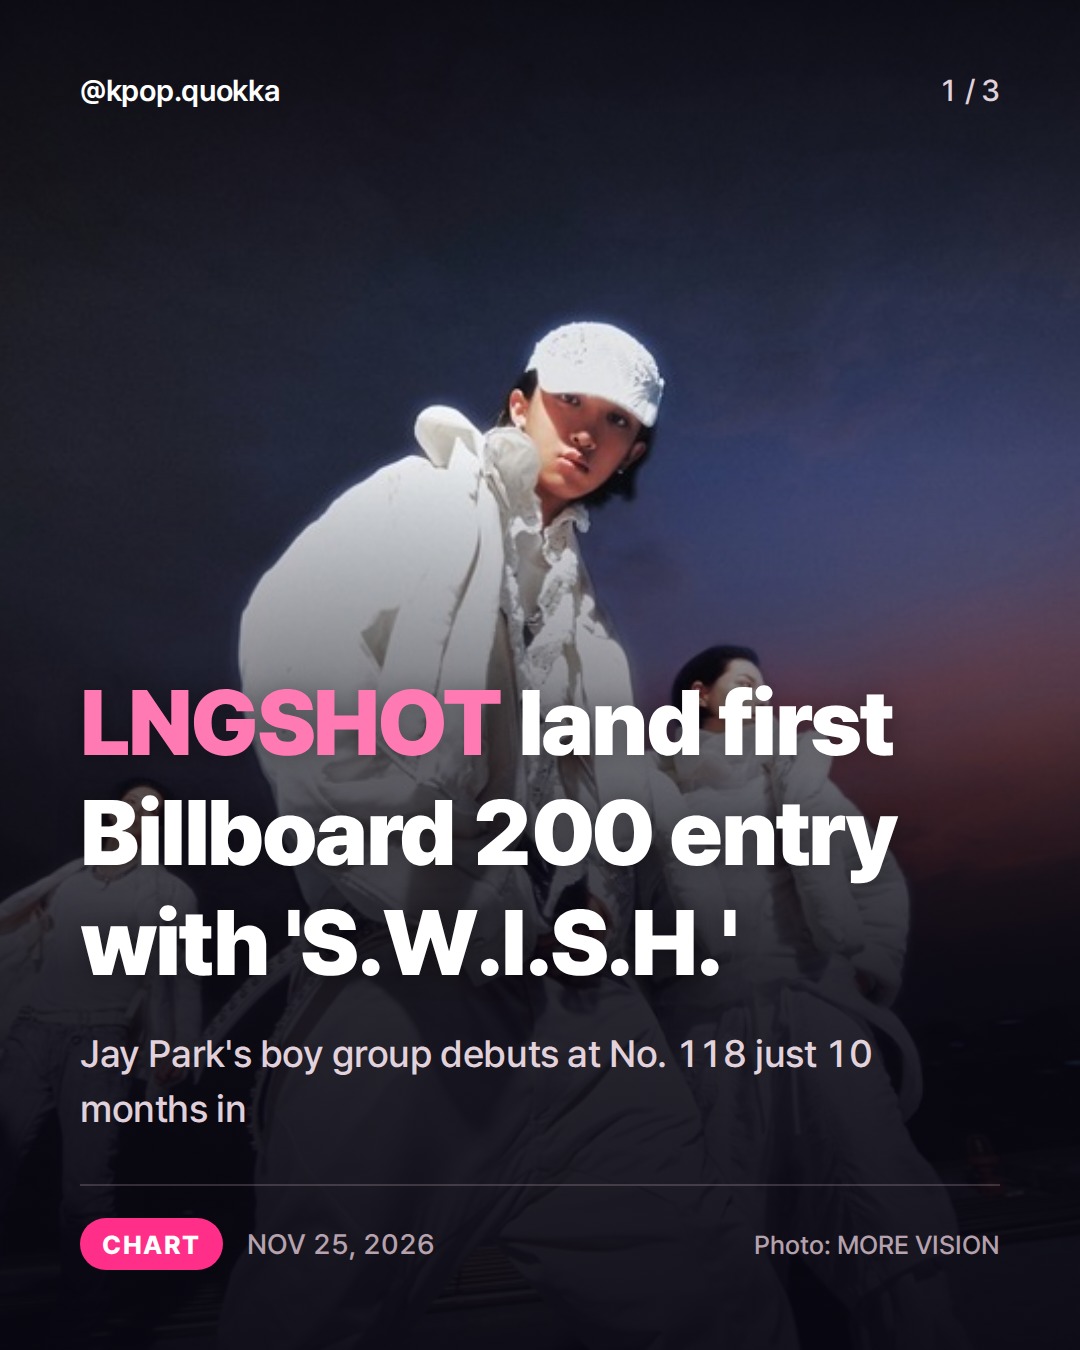 @kpop.quokka
1 / 3
LNGSHOT land first
Billboard 200 entry
with 'S.W.I.S.H.'
Jay Park's boy group debuts at No. 118 just 10
months in
CHART
NOV 25, 2026
Photo: MORE VISION